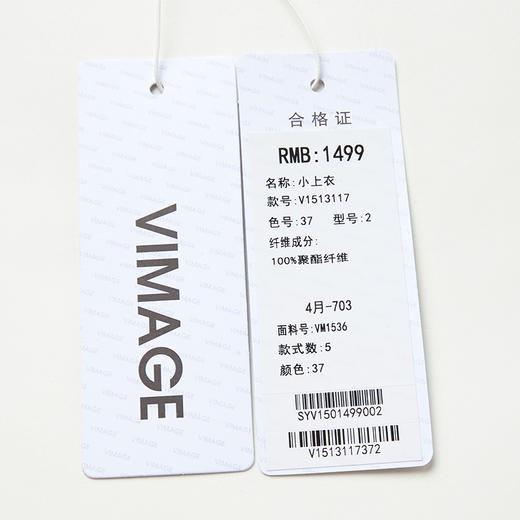 VIMAGE
合格证
RMB:1499
名称:小上衣
款号:V1513117
色号:37 型号:2
纤维成分:
100%聚酯纤维
4月-703
面料号:VM1536
款式数:5
颜色:37
SYV1501499002
V1513117372